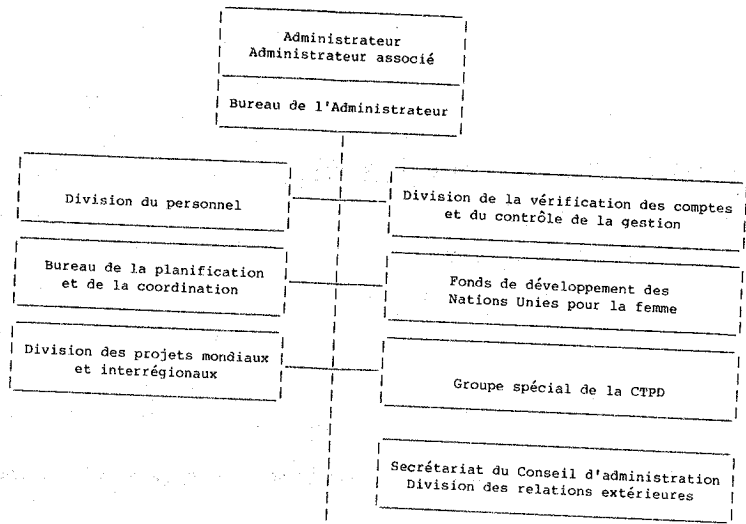 Administrateur
Administrateur associé
Bureau de l'Administrateur
Division du personnel
Division de la vérification des comptes
et du contrôle de la gestion
Bureau de la planification
et de la coordination
Fonds de développement des
Nations Unies pour la femme
Division des projets mondiaux
et interrégionaux
Groupe spécial de la CTPD
Secrétariat du Conseil d'administration
Division des relations extérieures